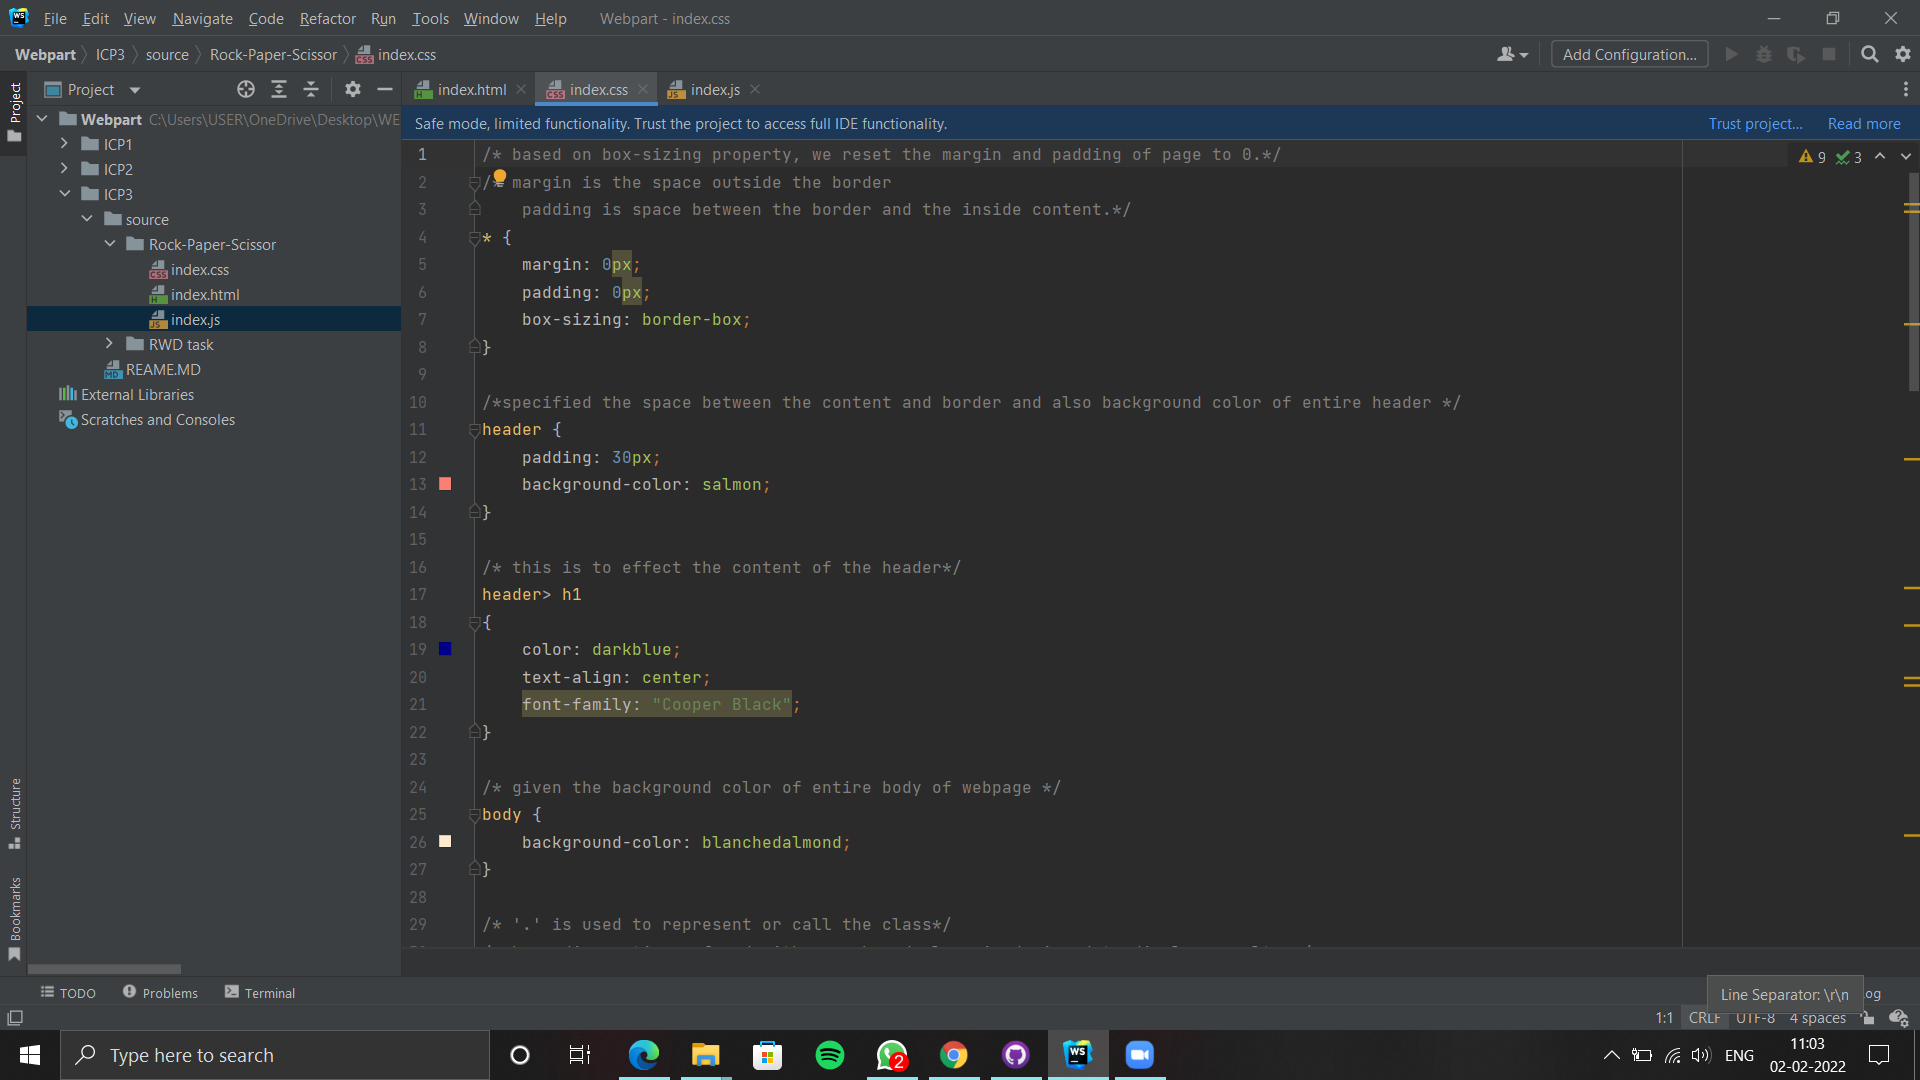 File Edit View Navigate Code Refactor Run Tools Window Help Webpart - index.css
Webpart ICP3 source Rock-Paper-Scissor index.css Add Configuration...
Project index.html index.css index.js
Project
Safe mode, limited functionality. Trust the project to access full IDE functionality. Trust project... Read more
Webpart C:\Users\USER\OneDrive\Desktop\WE
ICP1
ICP2
ICP3
source
Rock-Paper-Scissor
index.css
index.html
index.js
RWD task
REAME.MD
External Libraries
Scratches and Consoles
9 3
1 /* based on box-sizing property, we reset the margin and padding of page to 0.*/
2 /* margin is the space outside the border
3 padding is space between the border and the inside content.*/
4 * {
5 margin: 0px;
6 padding: 0px;
7 box-sizing: border-box;
8 }
9
10 /*specified the space between the content and border and also background color of entire header */
11 header {
12 padding: 30px;
13 background-color: salmon;
14 }
15
16 /* this is to effect the content of the header*/
17 header> h1
18 {
19 color: darkblue;
20 text-align: center;
21 font-family: "Cooper Black";
22 }
23
24 /* given the background color of entire body of webpage */
25 body {
26 background-color: blanchedalmond;
27 }
28
29 /* '.' is used to represent or call the class*/
Structure
Bookmarks
TODO Problems Terminal
Line Separator: \r\n og
1:1 CRLF UTF-8 4 spaces
WS
Type here to search
2
ENG
11:03
02-02-2022